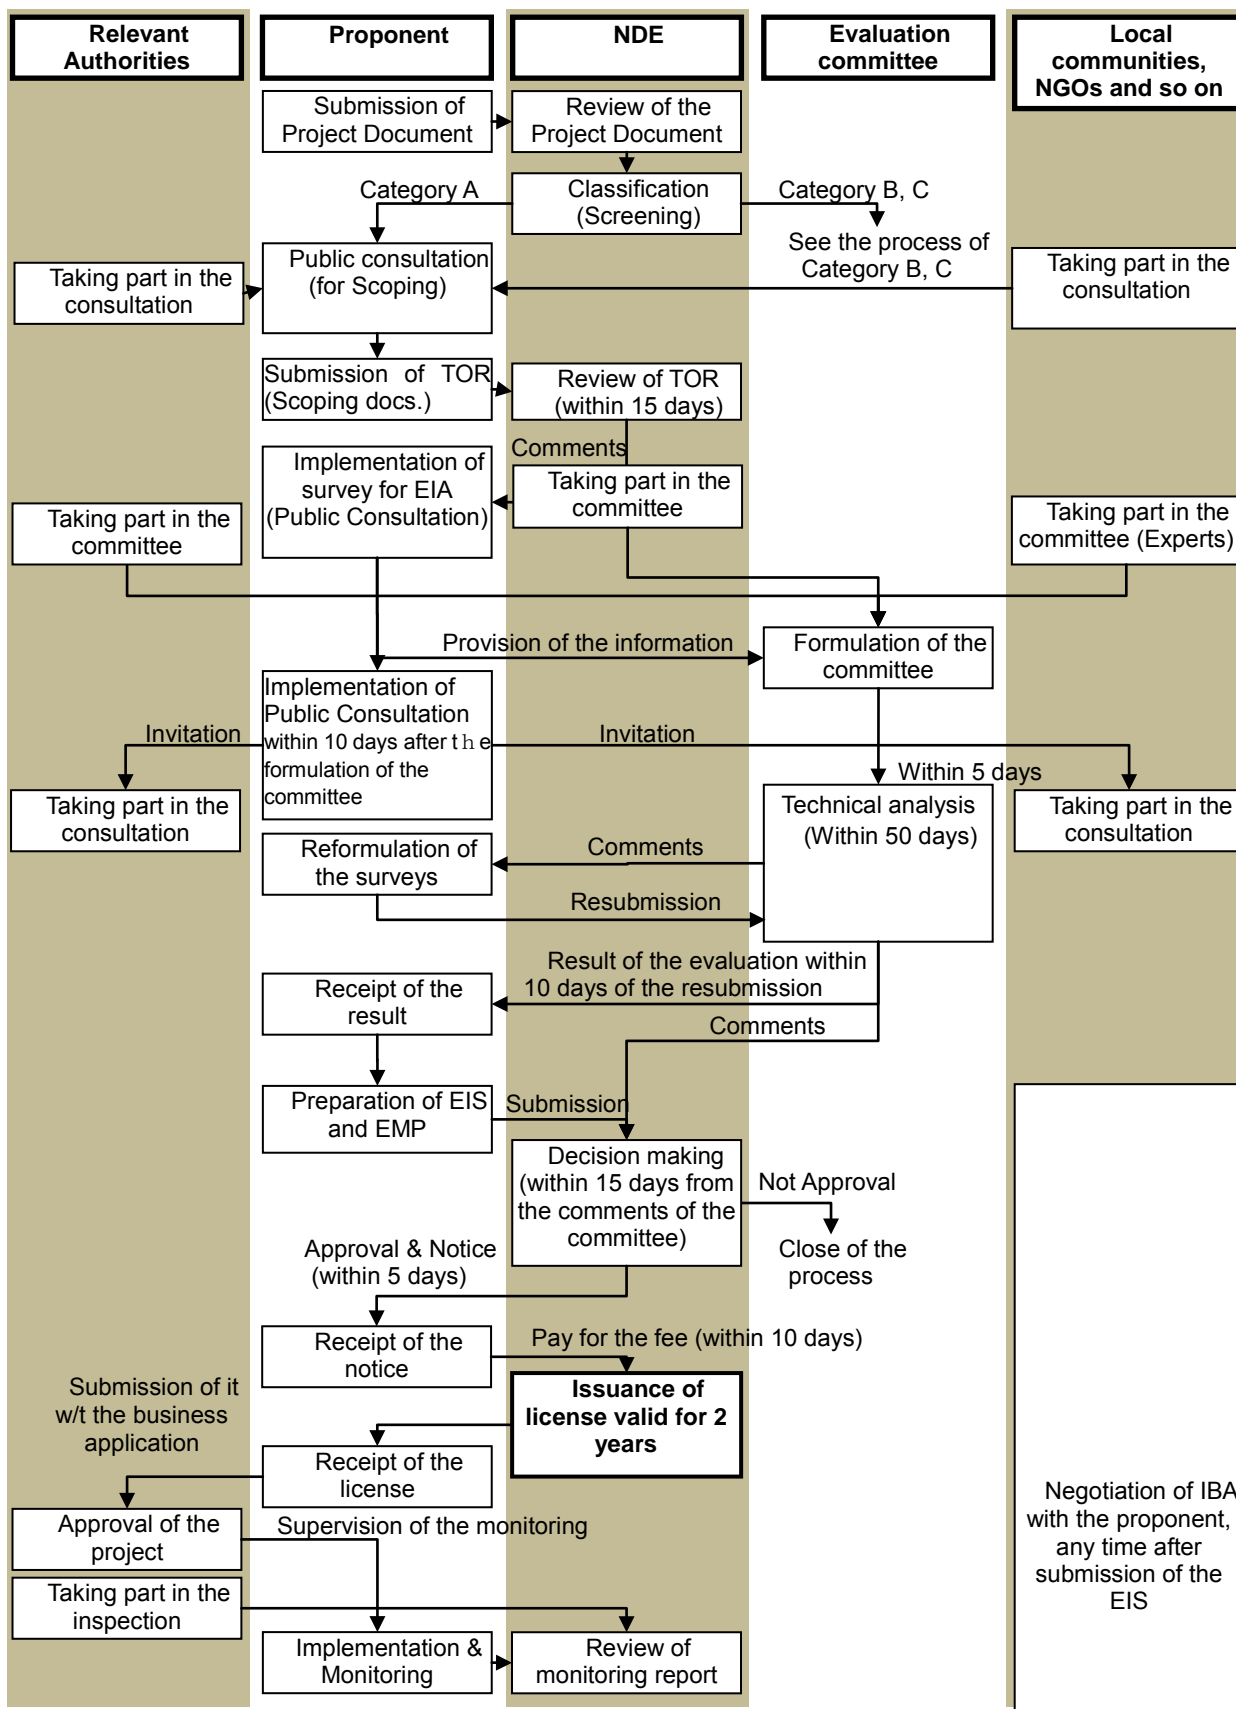 Relevant
Authorities
Proponent
NDE
Evaluation
committee
Local
communities,
NGOs and so on
Submission of
Project Document
Review of the
Project Document
Category A
Classification
(Screening)
Category B, C
See the process of
Category B, C
Taking part in the
consultation
Public consultation
(for Scoping)
Taking part in the
consultation
Submission of TOR
(Scoping docs.)
Review of TOR
(within 15 days)
Comments
Implementation of
survey for EIA
(Public Consultation)
Taking part in the
committee
Taking part in the
committee
Taking part in the
committee (Experts)
Provision of the information
Formulation of the
committee
Implementation of
Public Consultation
within 10 days after the
formulation of the
committee
Invitation
Invitation
Within 5 days
Taking part in the
consultation
Technical analysis
(Within 50 days)
Taking part in the
consultation
Reformulation of
the surveys
Comments
Resubmission
Result of the evaluation within
10 days of the resubmission
Receipt of the
result
Comments
Preparation of EIS
and EMP
Submission
Decision making
(within 15 days from
the comments of the
committee)
Not Approval
Close of the
process
Approval & Notice
(within 5 days)
Receipt of the
notice
Pay for the fee (within 10 days)
Issuance of
license valid for 2
years
Submission of it
w/t the business
application
Receipt of the
license
Approval of the
project
Supervision of the monitoring
Taking part in the
inspection
Implementation &
Monitoring
Review of
monitoring report
Negotiation of IBA
with the proponent,
any time after
submission of the
EIS